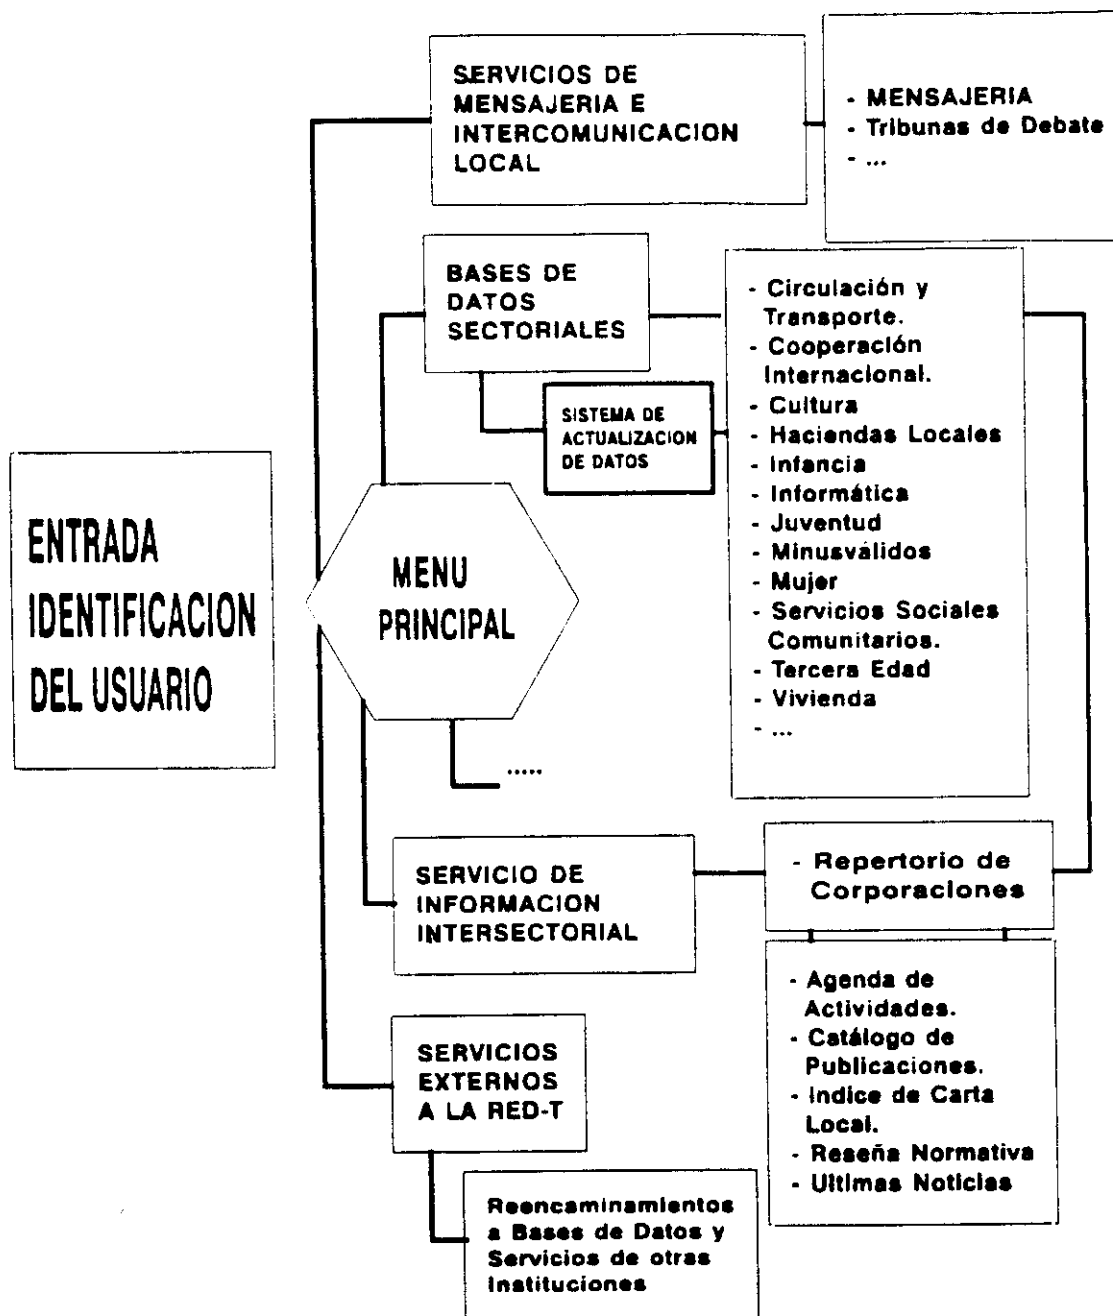 SERVICIOS DE
MENSAJERIA E
INTERCOMUNICACION
LOCAL
- MENSAJERIA
- Tribunas de Debate
- ...
BASES DE
DATOS
SECTORIALES
- Circulación y
Transporte.
- Cooperación
Internacional.
- Cultura
- Haciendas Locales
- Infancia
- Informática
- Juventud
- Minusválidos
- Mujer
- Servicios Sociales
Comunitarios.
- Tercera Edad
- Vivienda
- ...
SISTEMA DE
ACTUALIZACION
DE DATOS
ENTRADA
IDENTIFICACION
DEL USUARIO
MENU
PRINCIPAL
.....
SERVICIO DE
INFORMACION
INTERSECTORIAL
- Repertorio de
Corporaciones
- Agenda de
Actividades.
- Catálogo de
Publicaciones.
- Indice de Carta
Local.
- Reseña Normativa
- Ultimas Noticias
SERVICIOS
EXTERNOS
A LA RED-T
Reencaminamientos
a Bases de Datos y
Servicios de otras
Instituciones